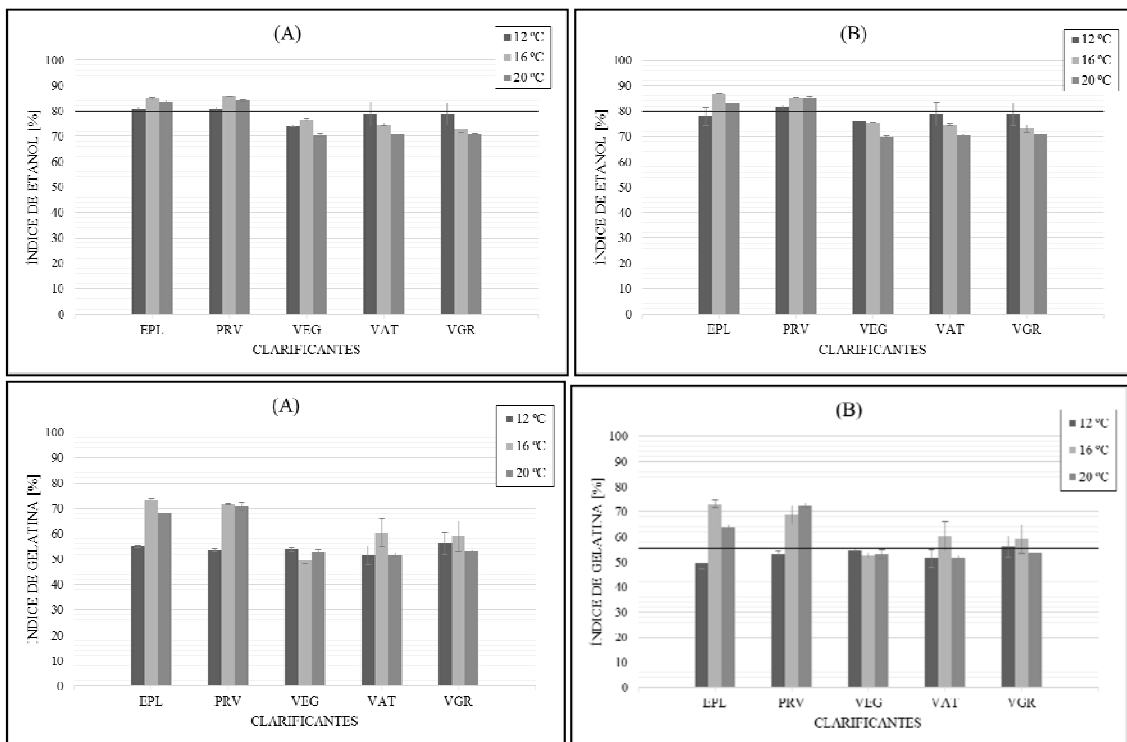 (A)
12 ºC
16 ºC
20 ºC
ÍNDICE DE ETANOL [%]
100
90
80
70
60
50
40
30
20
10
0
EPL PRV VEG VAT VGR
CLARIFICANTES
(B)
12 ºC
16 ºC
20 ºC
ÍNDICE DE ETANOL [%]
100
90
80
70
60
50
40
30
20
10
0
EPL PRV VEG VAT VGR
CLARIFICANTES
(A)
12 ºC
16 ºC
20 ºC
ÍNDICE DE GELATINA [%]
100
90
80
70
60
50
40
30
20
10
0
EPL PRV VEG VAT VGR
CLARIFICANTES
(B)
12 ºC
16 ºC
20 ºC
ÍNDICE DE GELATINA [%]
100
90
80
70
60
50
40
30
20
10
0
EPL PRV VEG VAT VGR
CLARIFICANTES